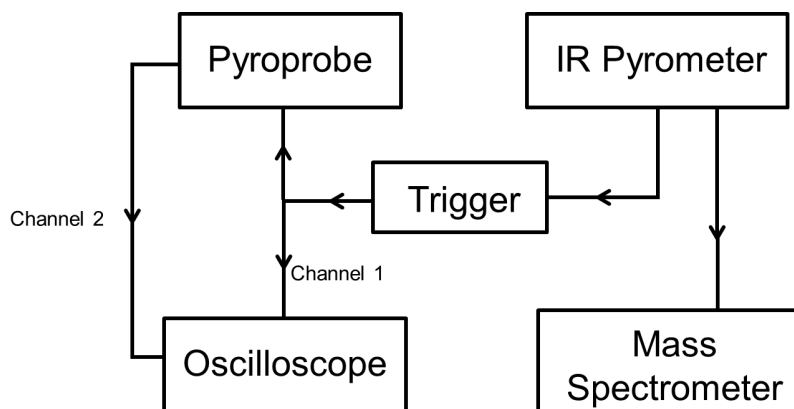 Pyroprobe
IR Pyrometer
Trigger
Channel 2
Channel 1
Oscilloscope
Mass
Spectrometer